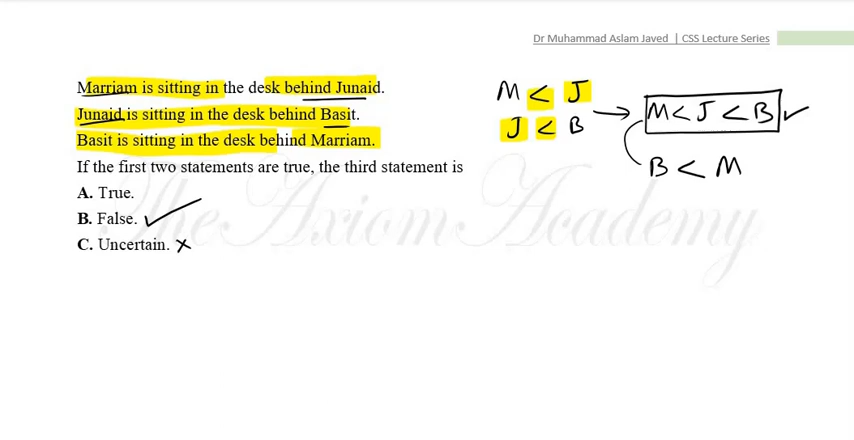 Dr Muhammad Aslam Javed | CSS Lecture Series
Marriam is sitting in the desk behind Junaid.
Junaid is sitting in the desk behind Basit.
Basit is sitting in the desk behind Marriam.
If the first two statements are true, the third statement is
A. True.
B. False. ✓
C. Uncertain. ×
M < J
J < B
→ M < J < B ✓
B < M
The Axiom Academy